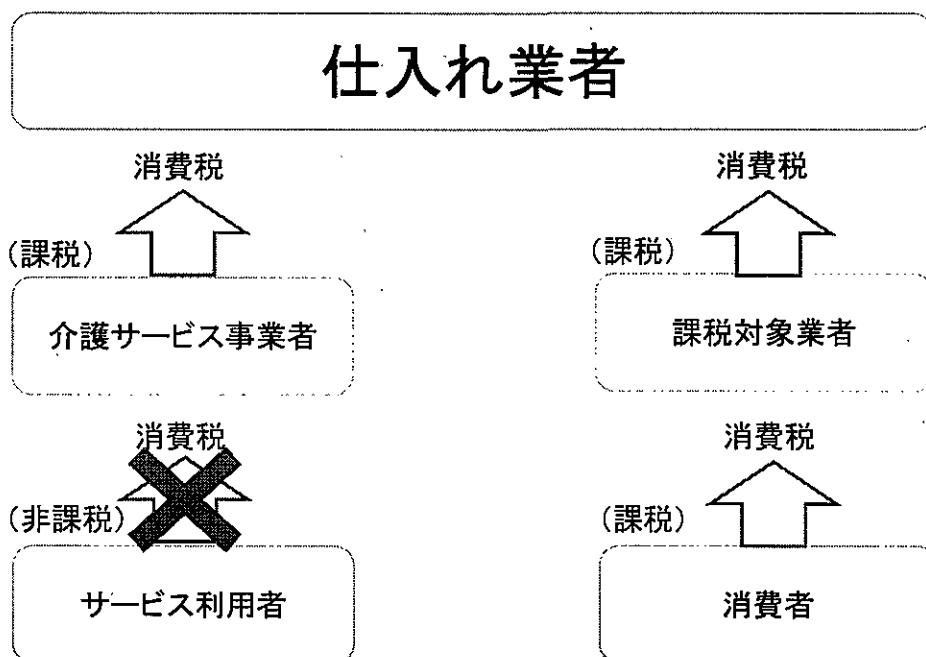 仕入れ業者
消費税
消費税
(課税)
(課税)
介護サービス事業者
課税対象業者
消費税
消費税
(非課税)
(課税)
サービス利用者
消費者